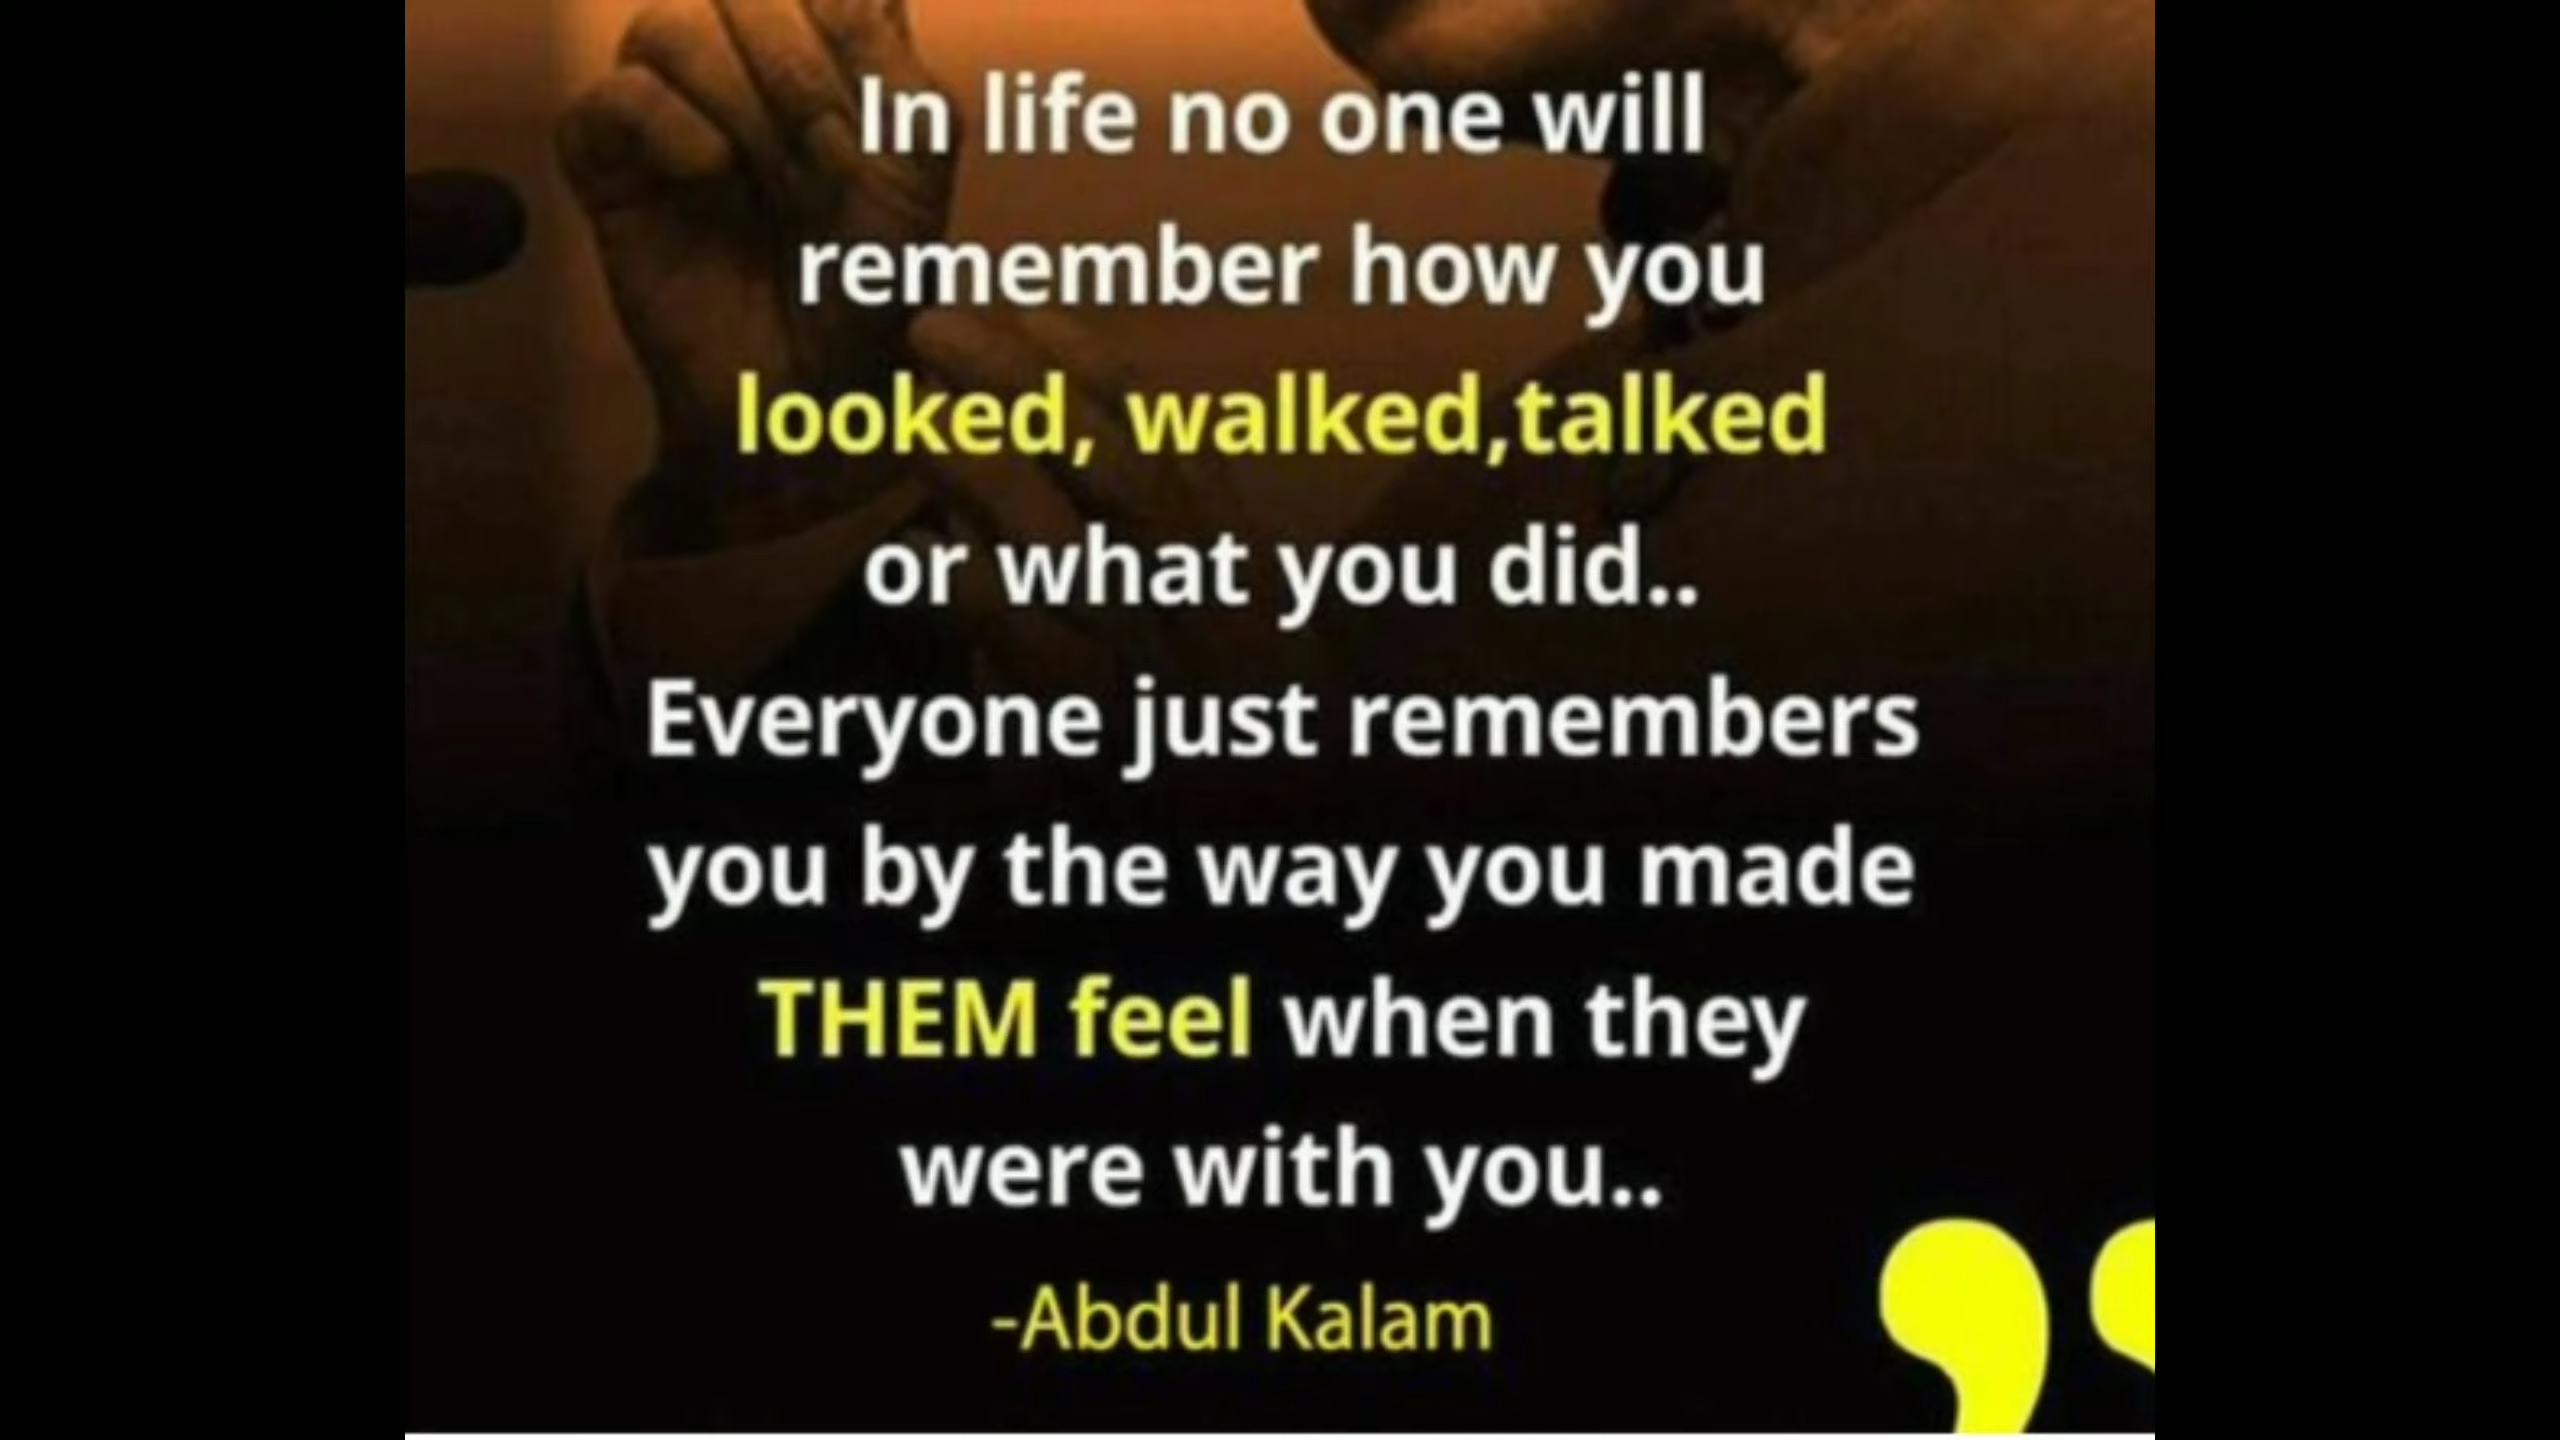 In life no one will
remember how you
looked, walked,talked
or what you did..
Everyone just remembers
you by the way you made
THEM feel when they
were with you..
-Abdul Kalam
”